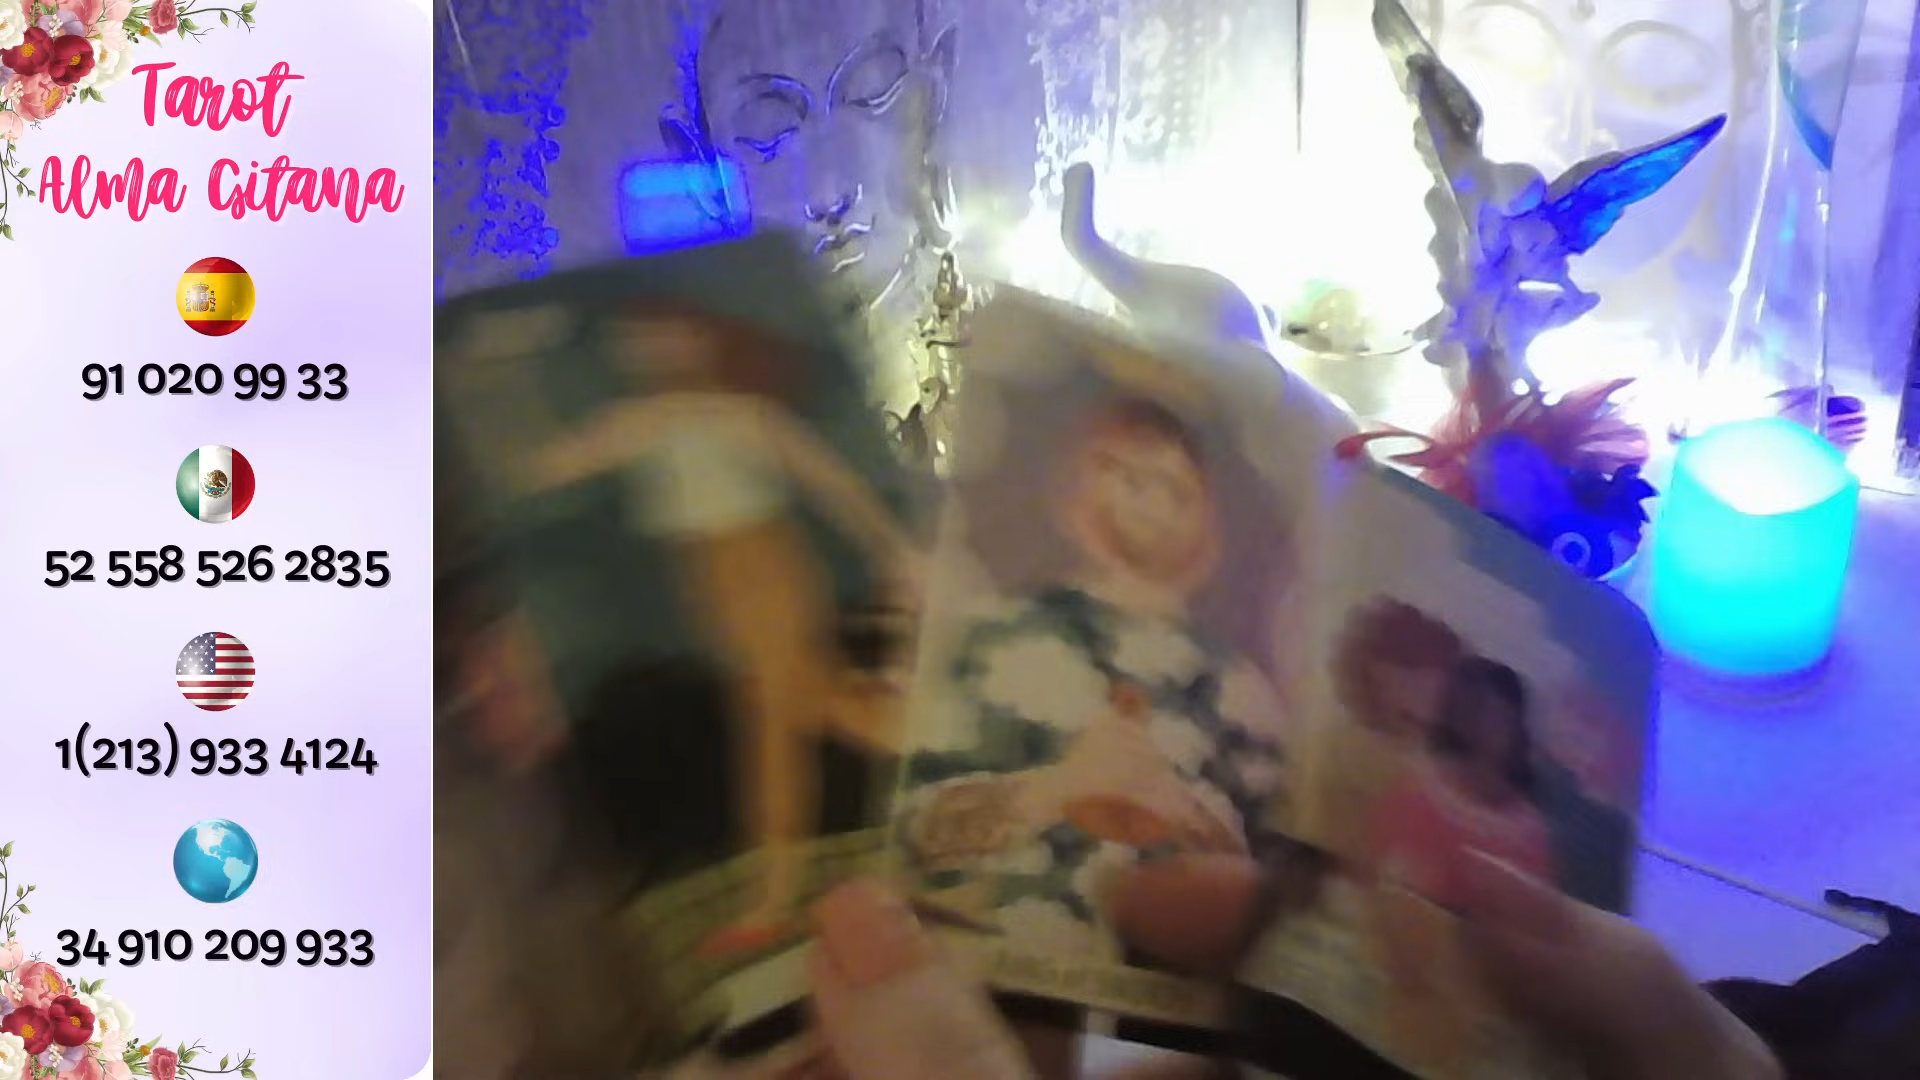 Tarot
Alma Gitana
91 020 99 33
52 558 526 2835
1(213) 933 4124
34 910 209 933